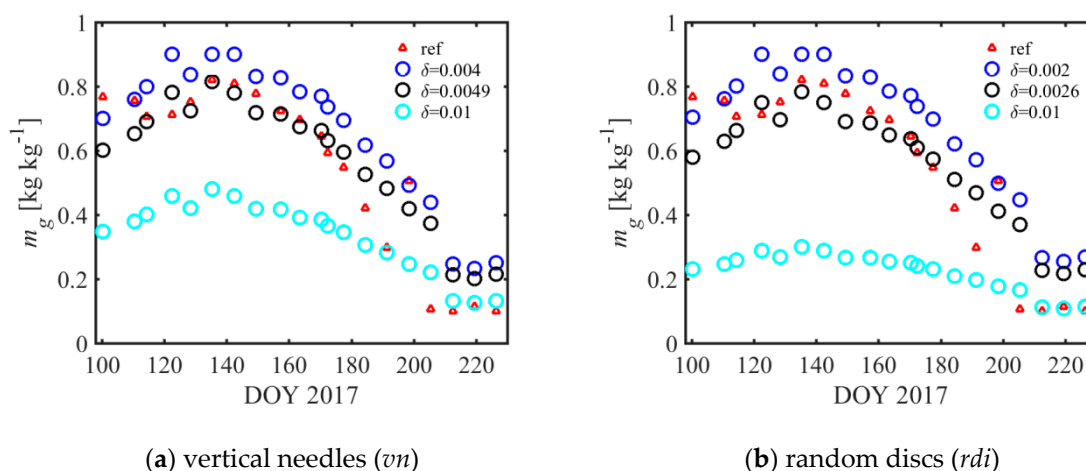 1
0.8
0.6
0.4
0.2
0
m_g [kg kg^-1]
100 120 140 160 180 200 220
DOY 2017
ref
δ=0.004
δ=0.0049
δ=0.01
(a) vertical needles (vn)
1
0.8
0.6
0.4
0.2
0
m_g [kg kg^-1]
100 120 140 160 180 200 220
DOY 2017
ref
δ=0.002
δ=0.0026
δ=0.01
(b) random discs (rdi)